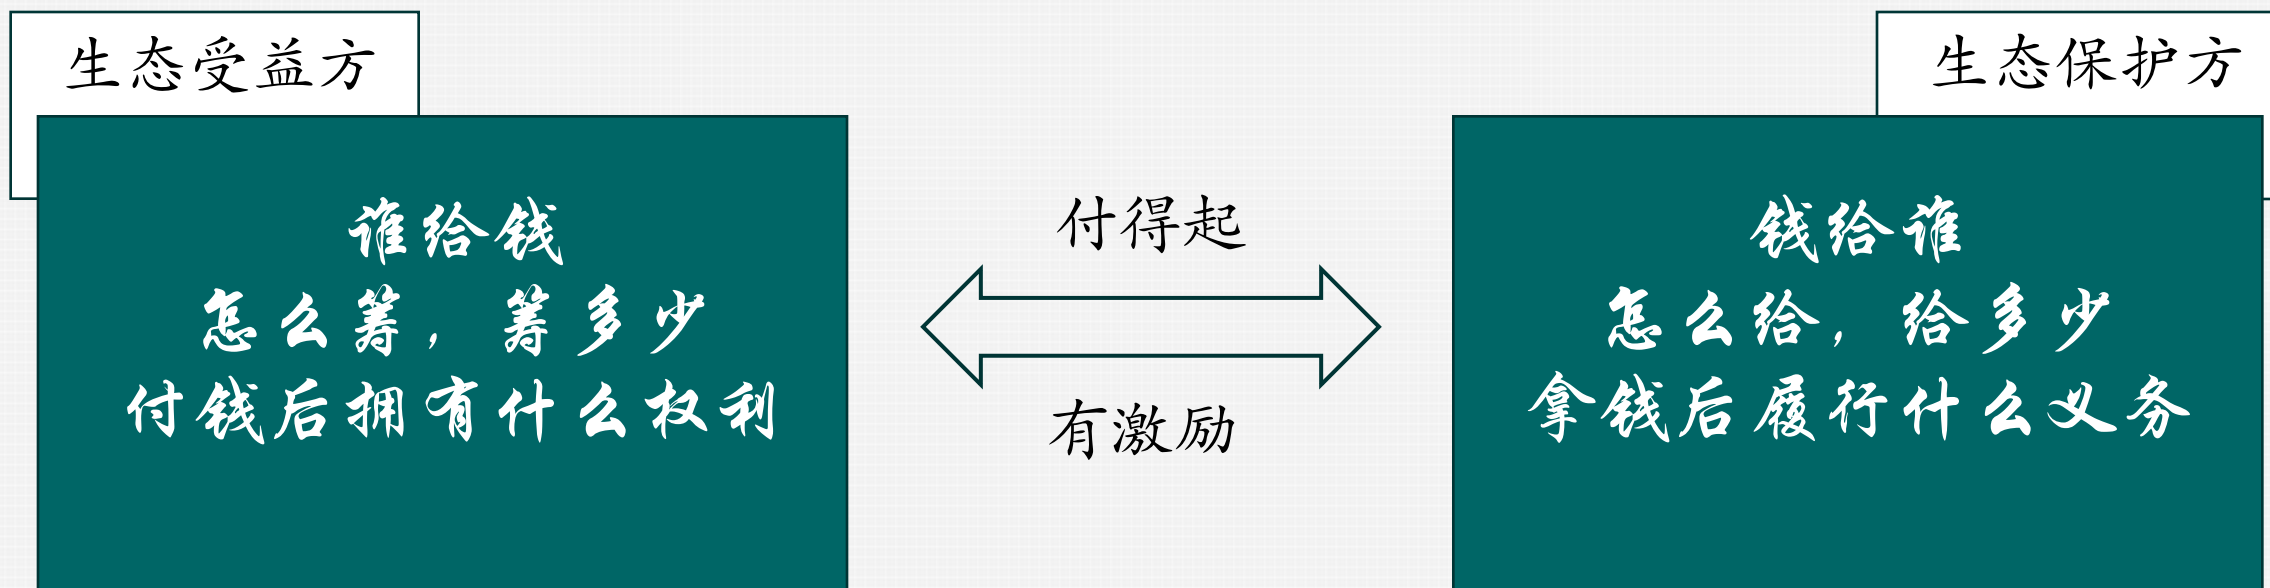 生态受益方
谁给钱
怎么筹，筹多少
付钱后拥有什么权利
付得起
有激励
生态保护方
钱给谁
怎么给，给多少
拿钱后履行什么义务